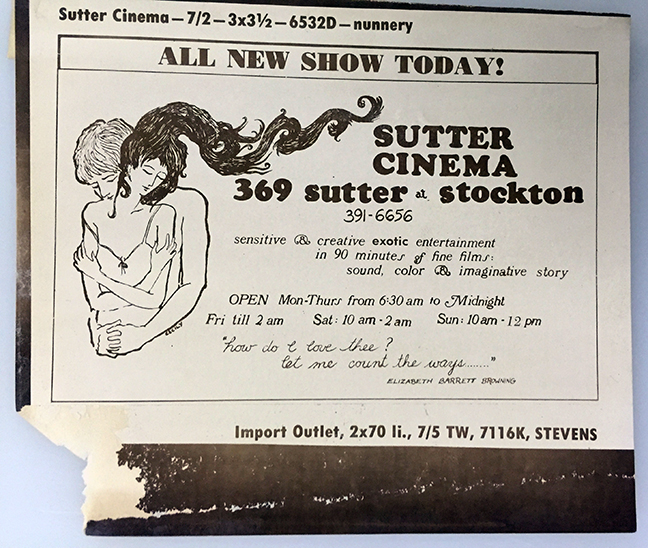 Sutter Cinema—7/2—3x3½—6532D—nunnery
ALL NEW SHOW TODAY!
SUTTER
CINEMA
369 sutter at stockton
391-6656
sensitive & creative exotic entertainment
in 90 minutes of fine films:
sound, color & imaginative story
OPEN Mon-Thurs from 6:30 am to Midnight
Fri till 2 am Sat: 10 am - 2 am Sun: 10 am - 12 pm
"how do I love thee?
let me count the ways......."
ELIZABETH BARRETT BROWNING
Import Outlet, 2x70 li., 7/5 TW, 7116K, STEVENS